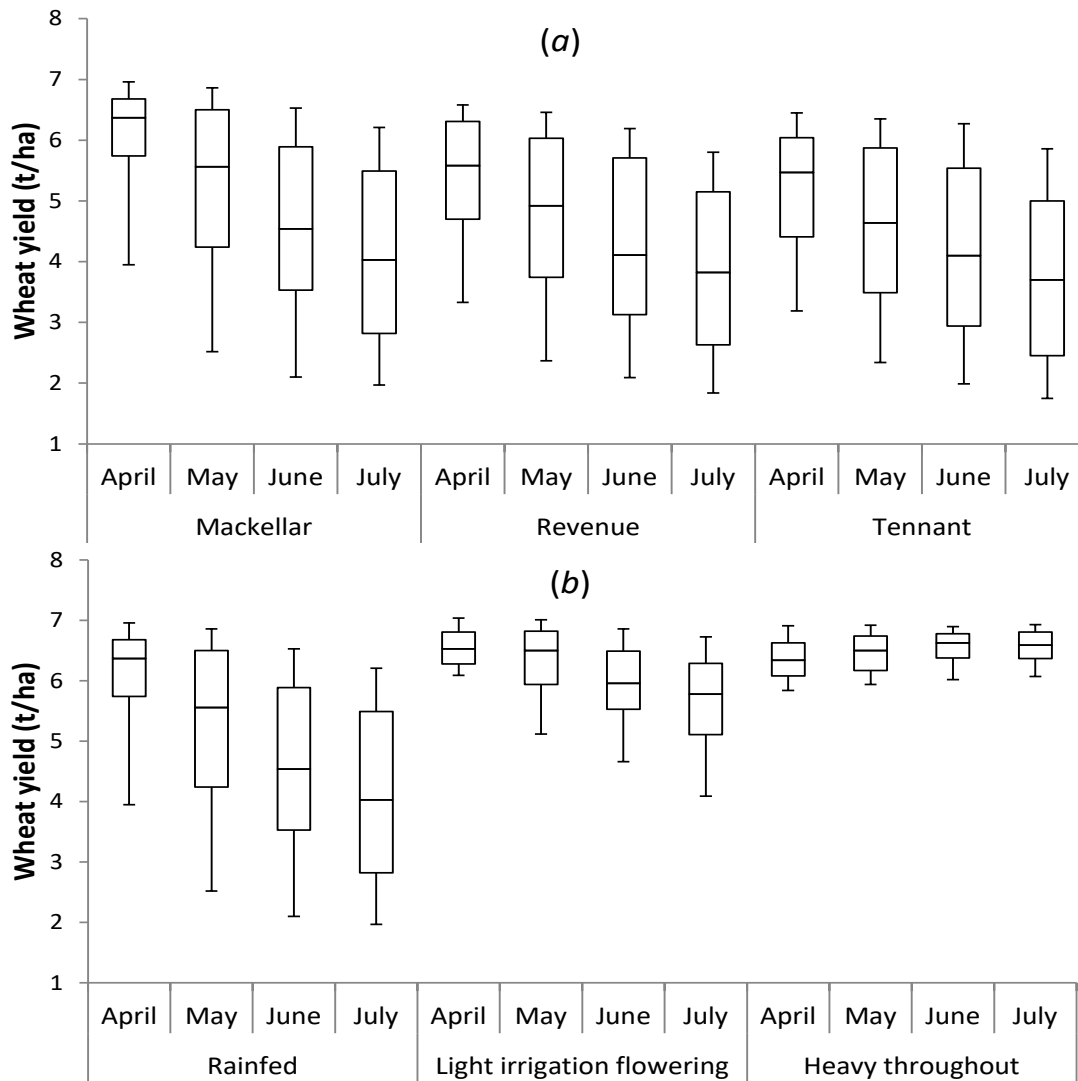 8
(a)
7
6
5
4
3
2
1
Wheat yield (t/ha)
April May June July April May June July April May June July
Mackellar Revenue Tennant
8
(b)
7
6
5
4
3
2
1
Wheat yield (t/ha)
April May June July April May June July April May June July
Rainfed Light irrigation flowering Heavy throughout